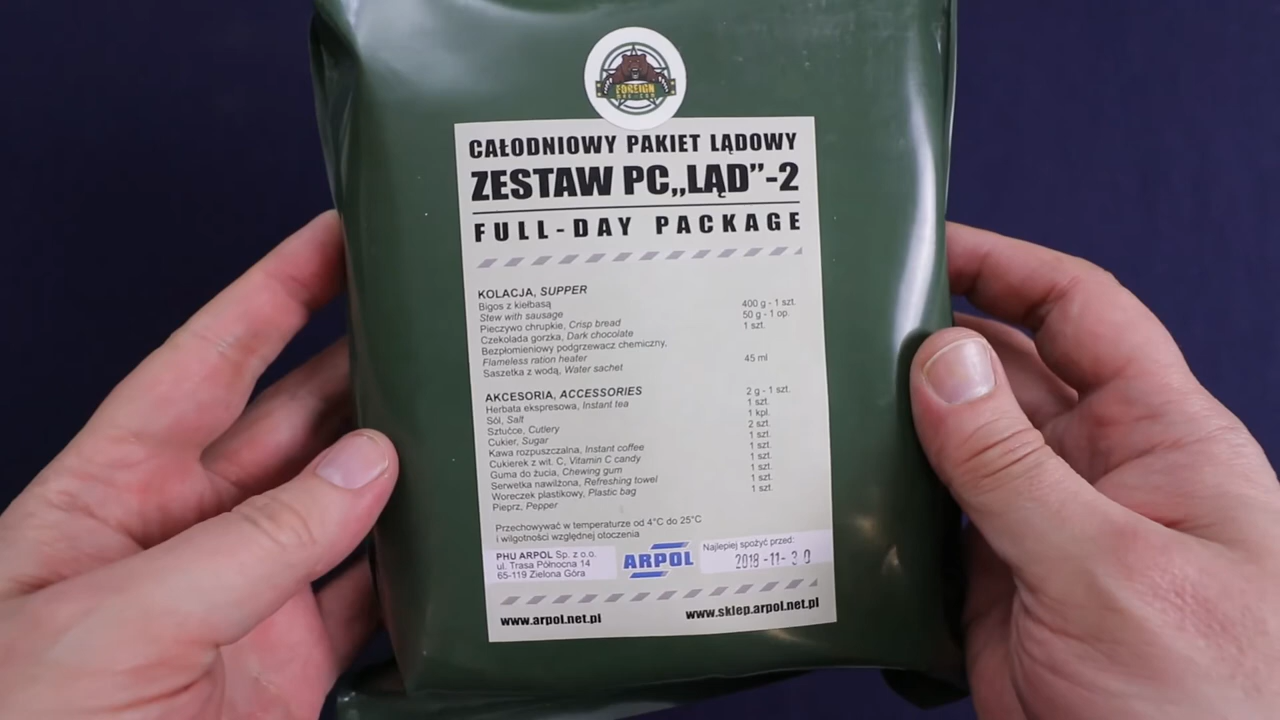 FOREIGN
CAŁODNIOWY PAKIET LĄDOWY
ZESTAW PC„LĄD”-2
FULL-DAY PACKAGE
KOLACJA, SUPPER
Bigos z kiełbasą 400 g - 1 szt.
Stew with sausage 50 g - 1 op.
Pieczywo chrupkie, Crisp bread 1 szt.
Czekolada gorzka, Dark chocolate
Bezpłomieniowy podgrzewacz chemiczny,
Flameless ration heater 45 ml
Saszetka z wodą, Water sachet
AKCESORIA, ACCESSORIES 2 g - 1 szt.
Herbata ekspresowa, Instant tea 1 szt.
Sól, Salt 1 kpl.
Sztućce, Cutlery 2 szt.
Cukier, Sugar 1 szt.
Kawa rozpuszczalna, Instant coffee 1 szt.
Cukierek z wit. C, Vitamin C candy 1 szt.
Guma do żucia, Chewing gum 1 szt.
Serwetka nawilżona, Refreshing towel 1 szt.
Woreczek plastikowy, Plastic bag 1 szt.
Pieprz, Pepper
Przechowywać w temperaturze od 4°C do 25°C
i wilgotności względnej otoczenia
PHU ARPOL Sp. z o.o.
ul. Trasa Północna 14
65-119 Zielona Góra
ARPOL
Najlepiej spożyć przed:
2018-11-30
www.arpol.net.pl
www.sklep.arpol.net.pl